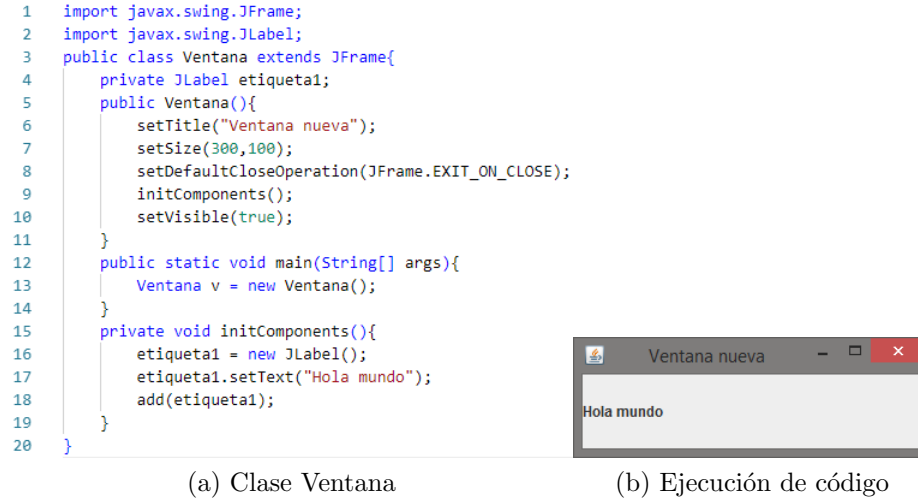 1 import javax.swing.JFrame;
2 import javax.swing.JLabel;
3 public class Ventana extends JFrame{
4     private JLabel etiqueta1;
5     public Ventana(){
6         setTitle("Ventana nueva");
7         setSize(300,100);
8         setDefaultCloseOperation(JFrame.EXIT_ON_CLOSE);
9         initComponents();
10         setVisible(true);
11     }
12     public static void main(String[] args){
13         Ventana v = new Ventana();
14     }
15     private void initComponents(){
16         etiqueta1 = new JLabel();
17         etiqueta1.setText("Hola mundo");
18         add(etiqueta1);
19     }
20 }
Ventana nueva
Hola mundo
(a) Clase Ventana
(b) Ejecución de código